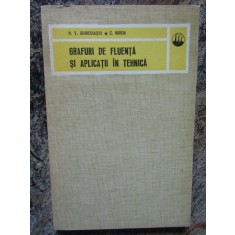 GRAFURI DE FLUENȚĂ
ȘI APLICAȚII ÎN TEHNICĂ